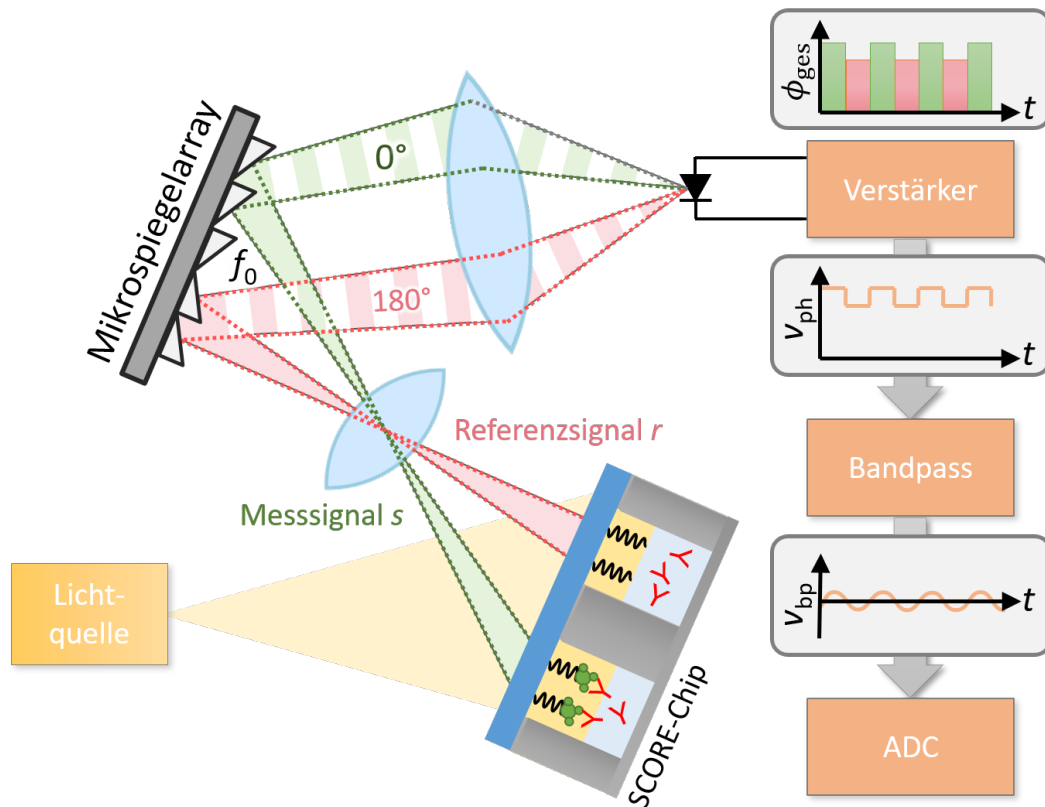 Mikrospiegelarray
0°
f₀
180°
Referenzsignal r
Messsignal s
Licht-
quelle
SCORE-Chip
ϕges
t
Verstärker
vph
t
Bandpass
vbp
t
ADC